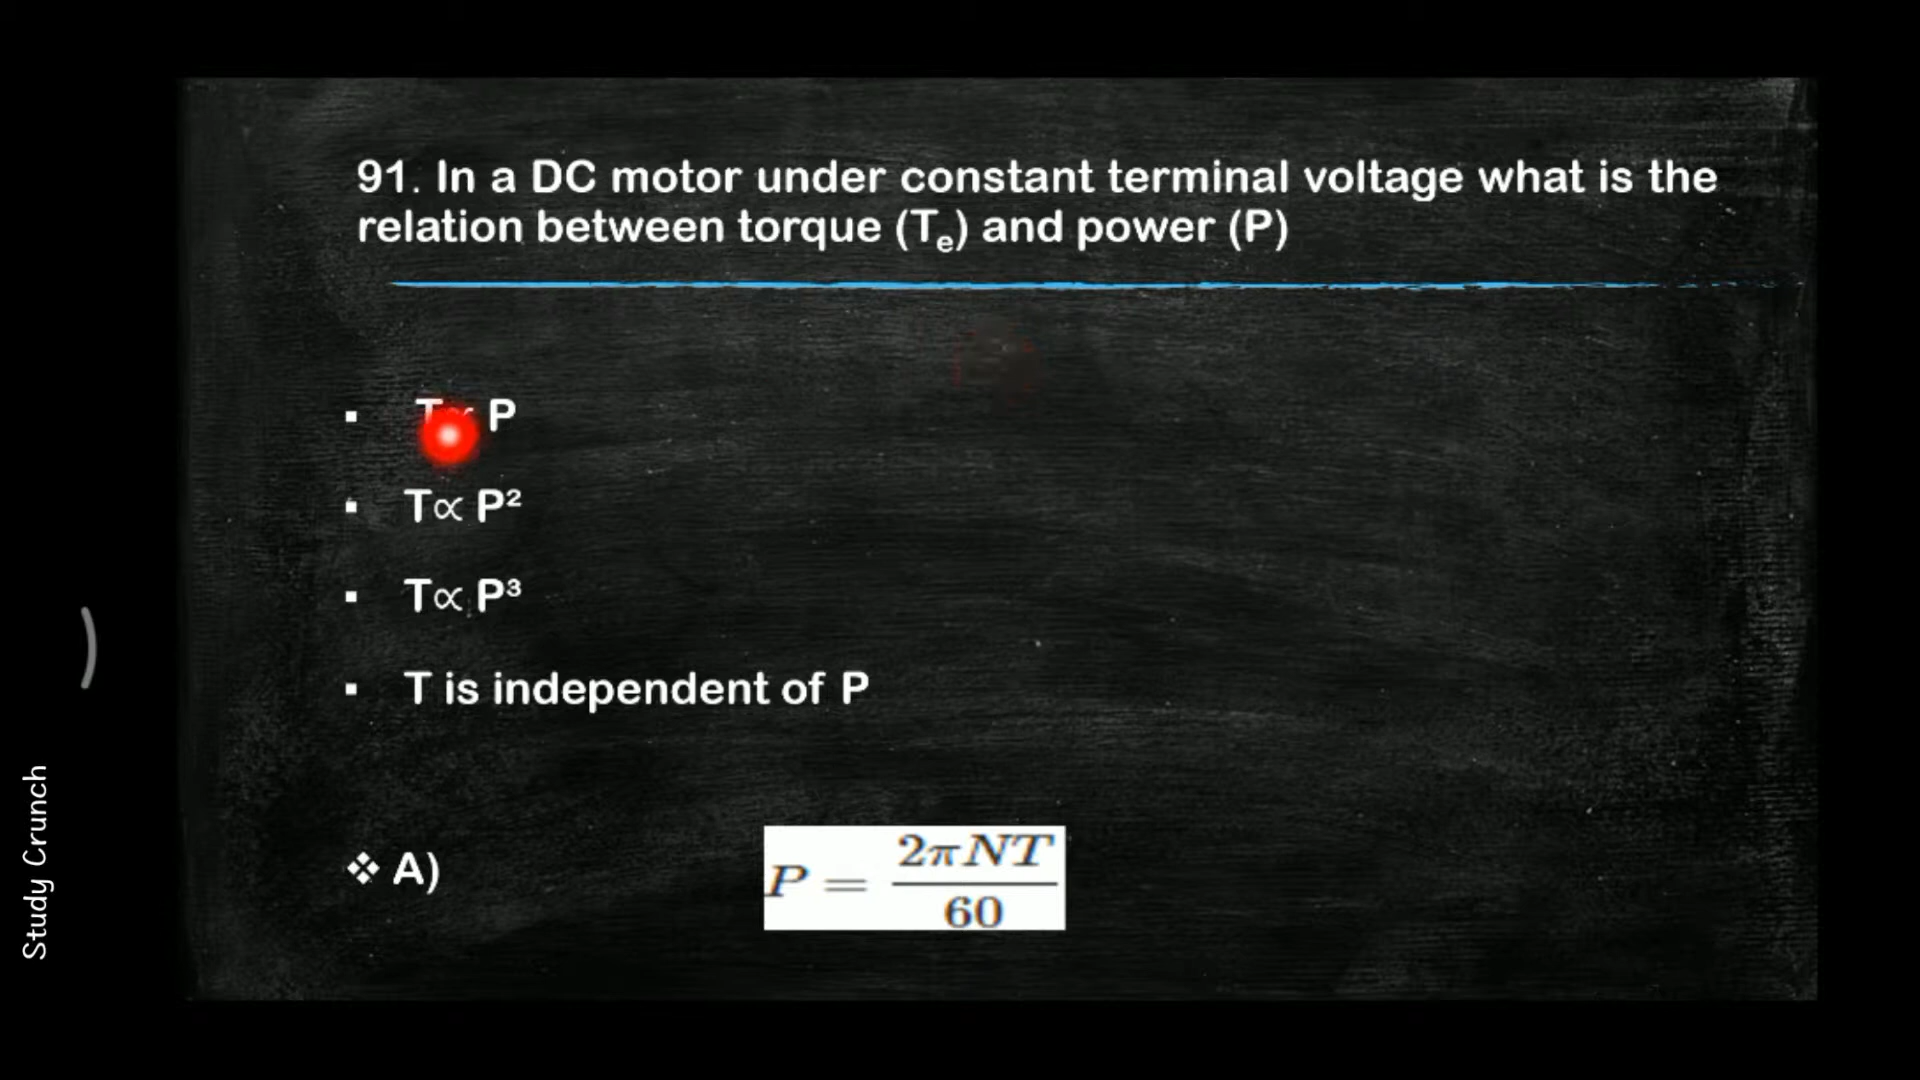 91. In a DC motor under constant terminal voltage what is the
relation between torque (Tₑ) and power (P)
▪ T∝ P
▪ T∝ P²
▪ T∝ P³
▪ T is independent of P
❖ A)
P = 2πNT / 60
Study Crunch